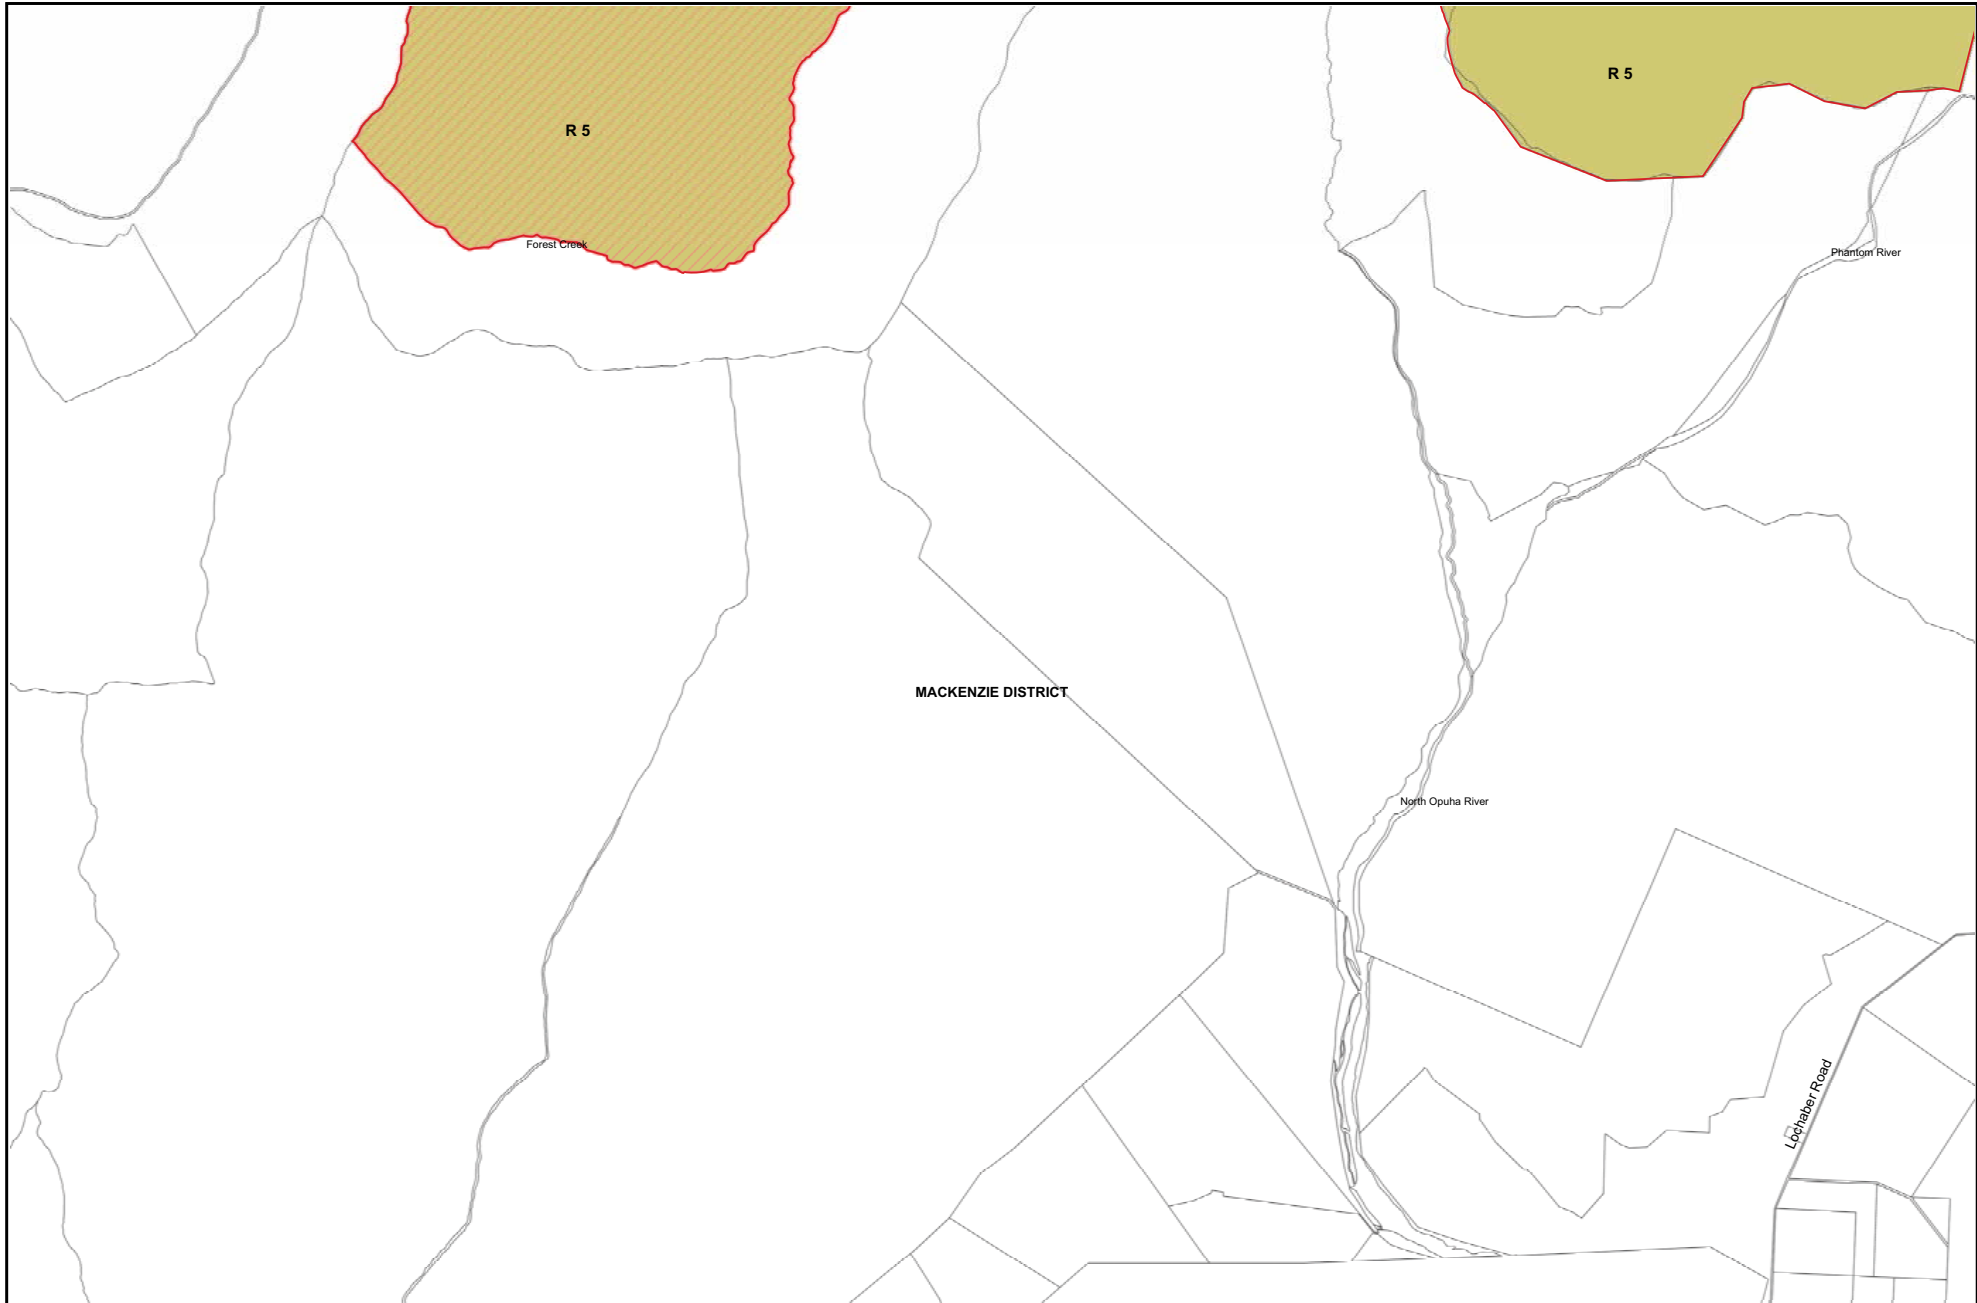 R 5
R 5
Forest Creek
Phantom River
MACKENZIE DISTRICT
North Opuha River
Lochaber Road